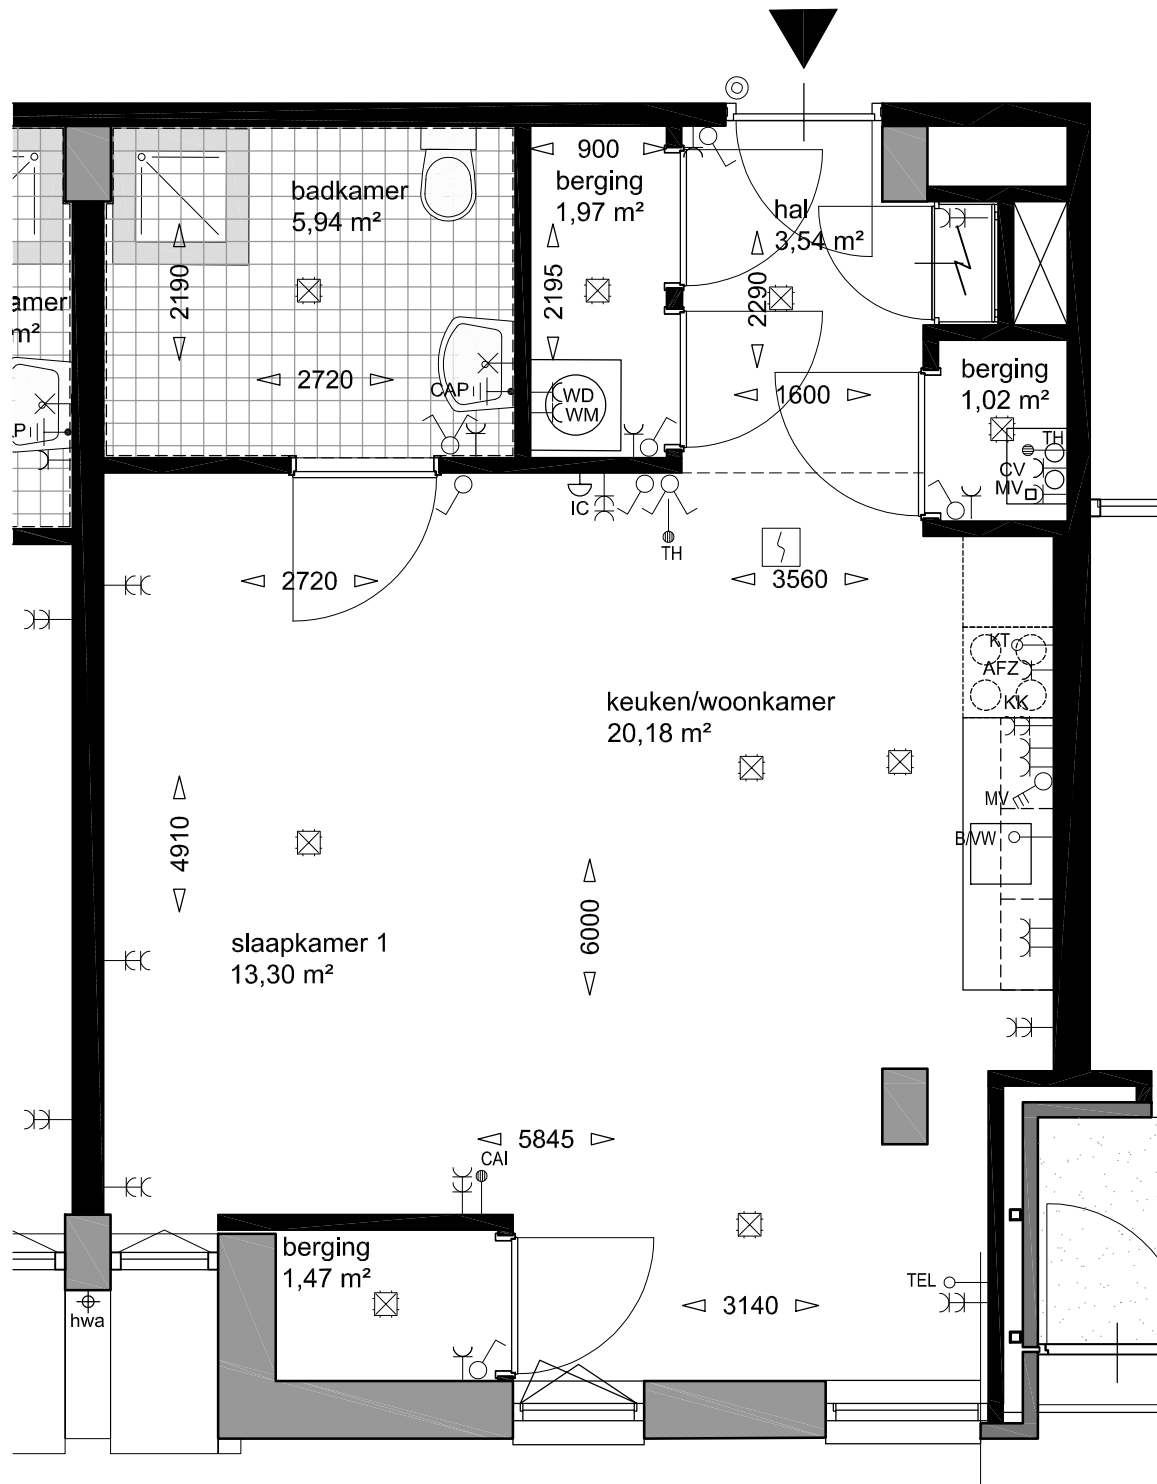 badkamer
5,94 m²
2190
2720
CAP
900
berging
1,97 m²
2195
WD
WM
hal
3,54 m²
2290
1600
berging
1,02 m²
TH
CV
MV
amer
m²
P
IC
TH
2720
3560
KT
AFZ
KK
keuken/woonkamer
20,18 m²
MV
B/VW
4910
6000
slaapkamer 1
13,30 m²
5845
CAI
berging
1,47 m²
TEL
3140
hwa